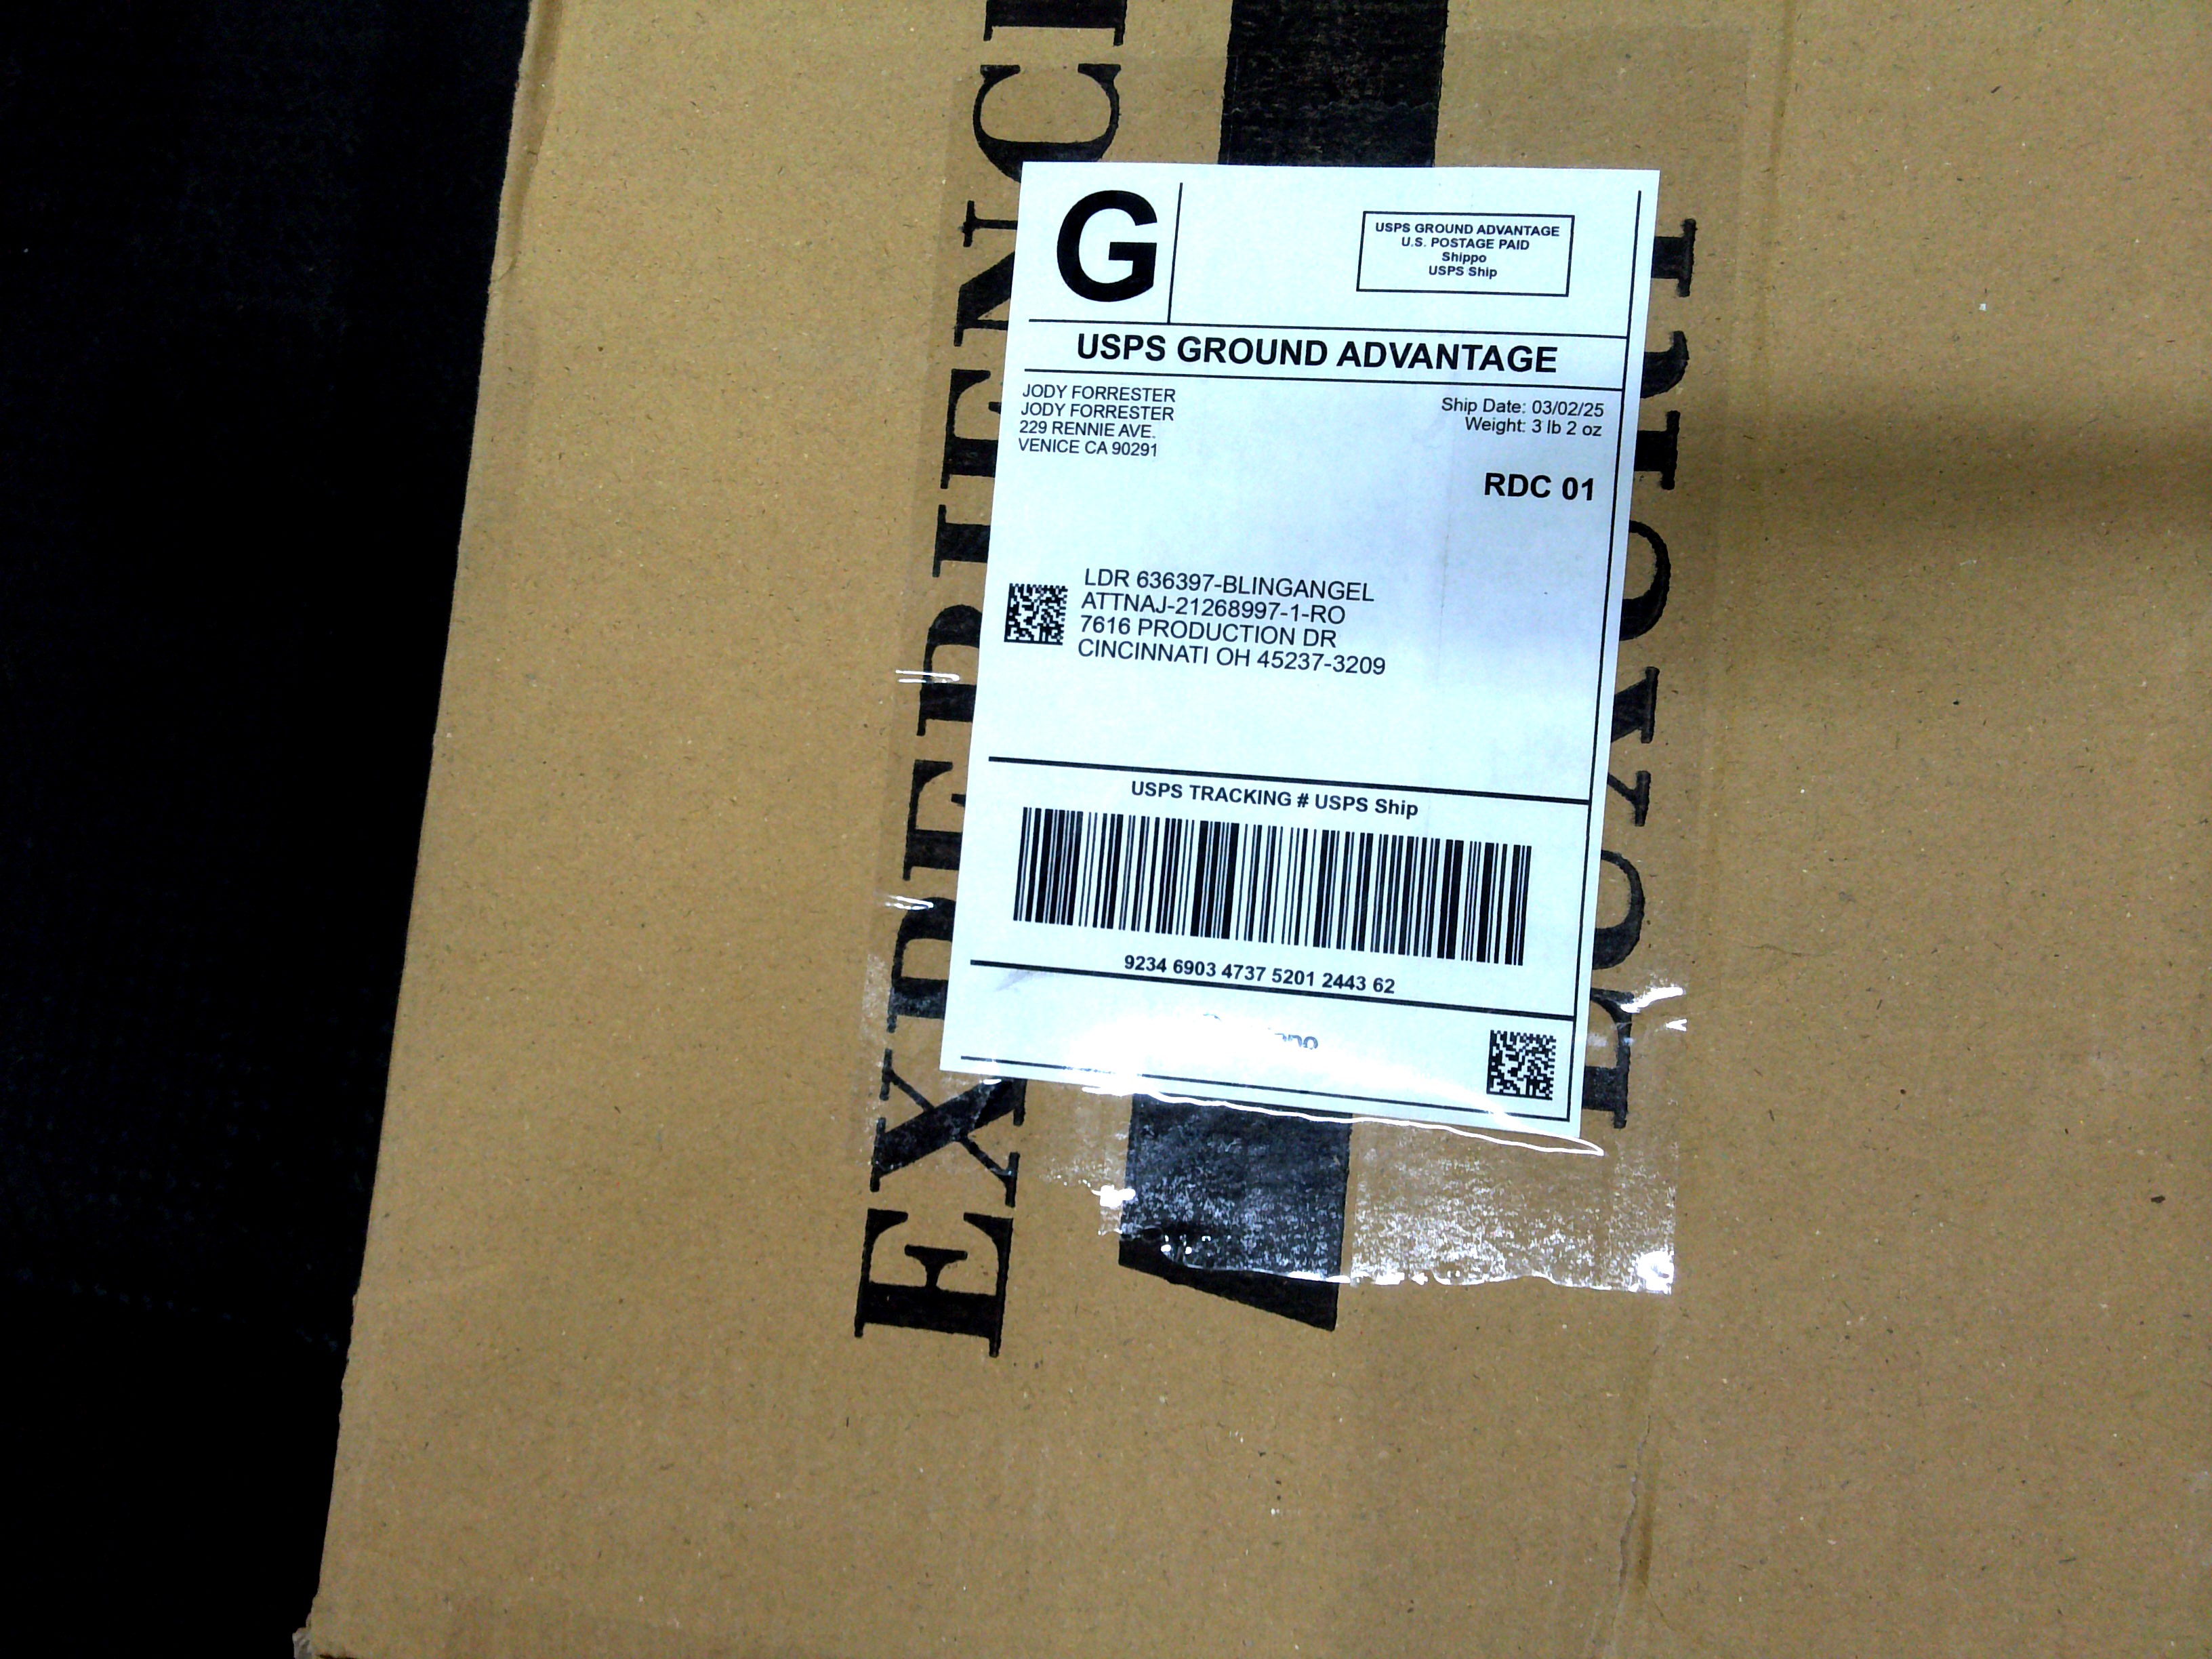 G
USPS GROUND ADVANTAGE
U.S. POSTAGE PAID
Shippo
USPS Ship
USPS GROUND ADVANTAGE
JODY FORRESTER
JODY FORRESTER
229 RENNIE AVE.
VENICE CA 90291
Ship Date: 03/02/25
Weight: 3 lb 2 oz
RDC 01
LDR 636397-BLINGANGEL
ATTNAJ-21268997-1-RO
7616 PRODUCTION DR
CINCINNATI OH 45237-3209
USPS TRACKING # USPS Ship
9234 6903 4737 5201 2443 62